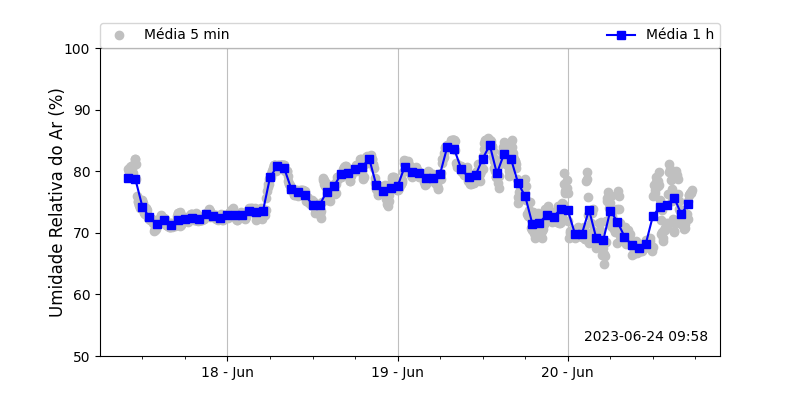 Média 5 min
Média 1 h
Umidade Relativa do Ar (%)
100
90
80
70
60
50
2023-06-24 09:58
18 - Jun
19 - Jun
20 - Jun